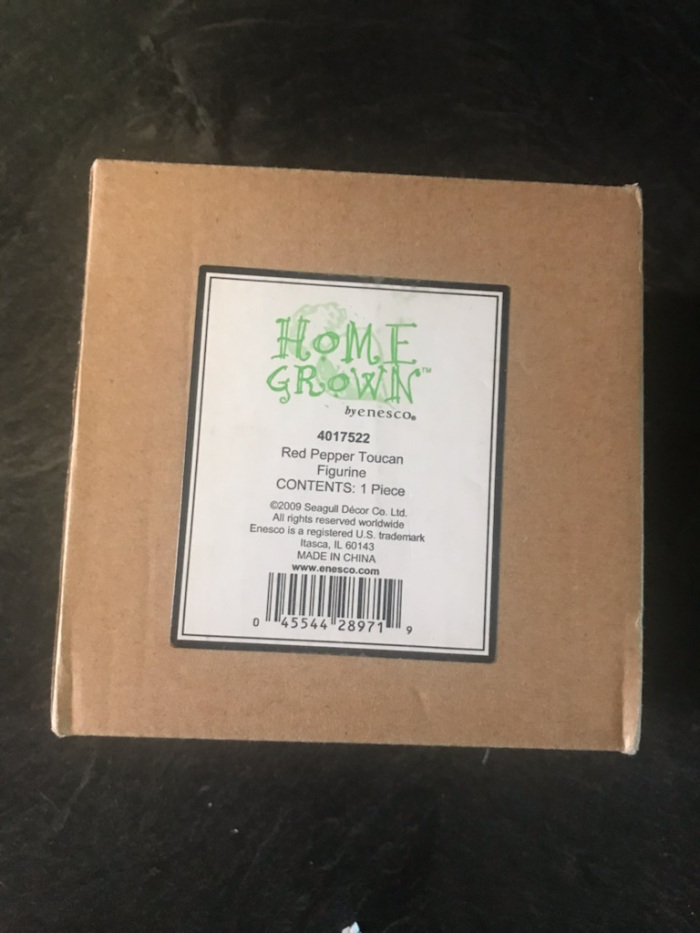 HOME
GROWN™
by enesco®
4017522
Red Pepper Toucan
Figurine
CONTENTS: 1 Piece
©2009 Seagull Décor Co. Ltd.
All rights reserved worldwide
Enesco is a registered U.S. trademark
Itasca, IL 60143
MADE IN CHINA
www.enesco.com
0 45544 28971 9